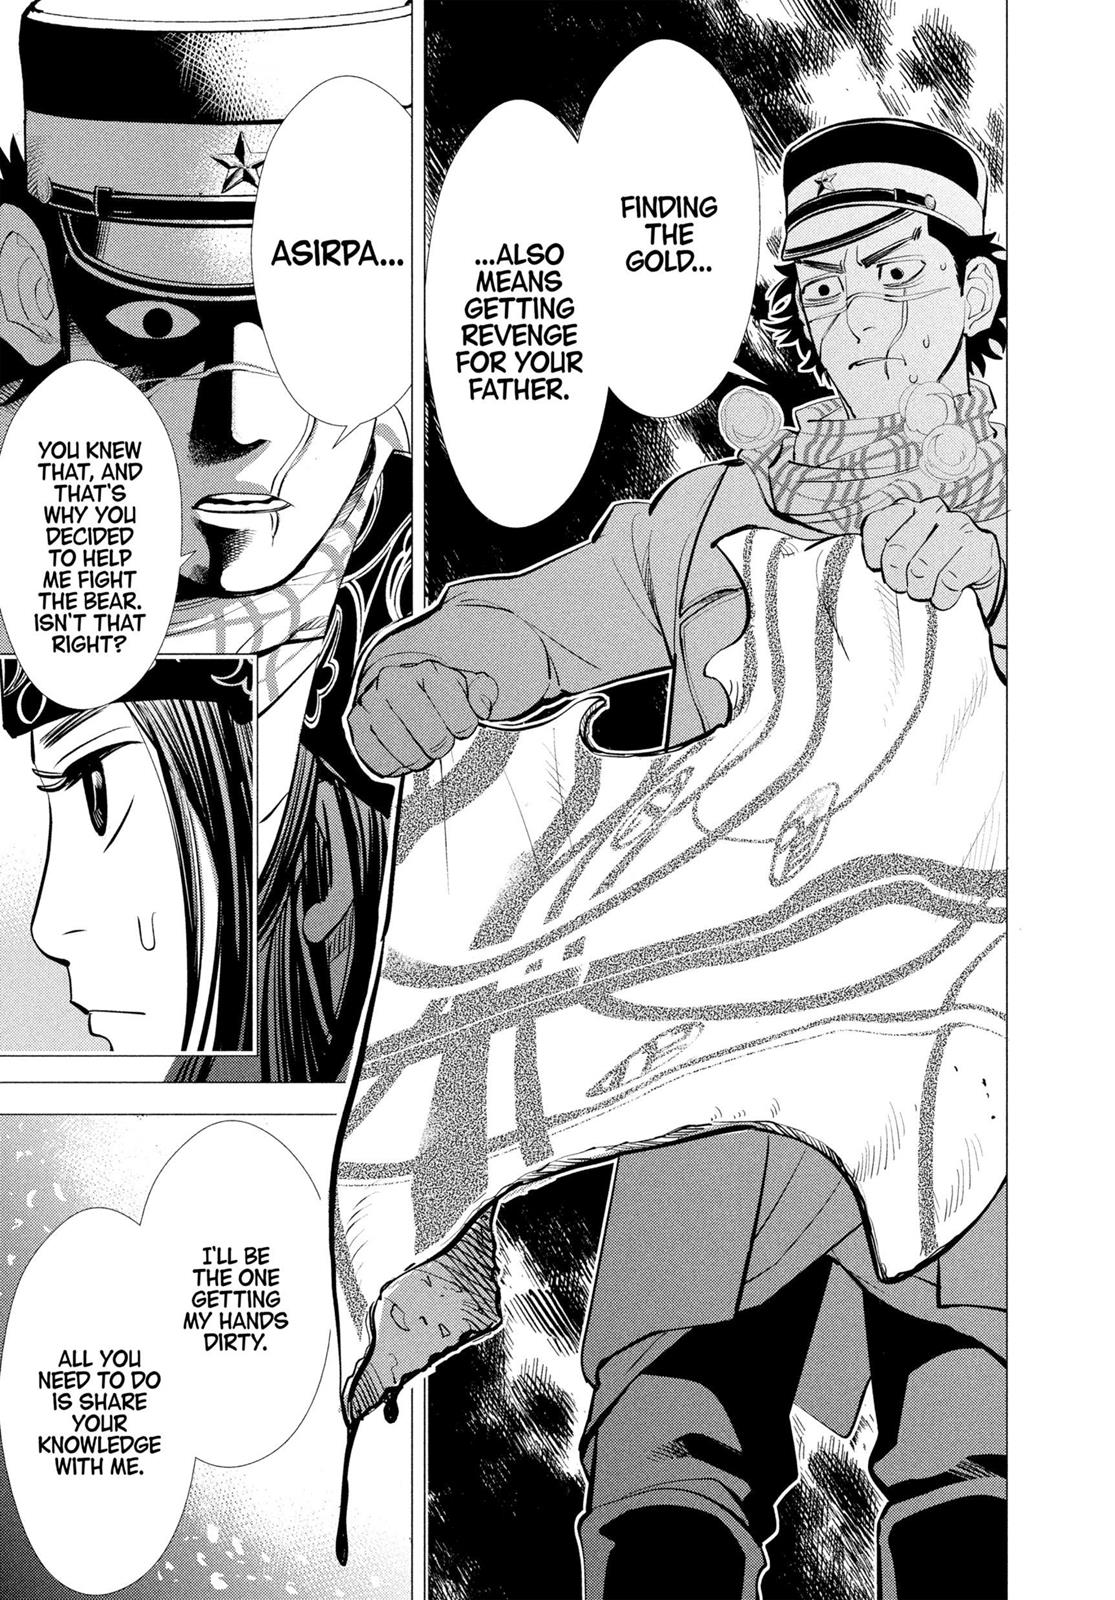 FINDING
THE
GOLD...
...ALSO
MEANS
GETTING
REVENGE
FOR YOUR
FATHER.
ASIRPA...
YOU KNEW
THAT, AND
THAT'S
WHY YOU
DECIDED
TO HELP
ME FIGHT
THE BEAR.
ISN'T THAT
RIGHT?
I'LL BE
THE ONE
GETTING
MY HANDS
DIRTY.
ALL YOU
NEED TO DO
IS SHARE
YOUR
KNOWLEDGE
WITH ME.